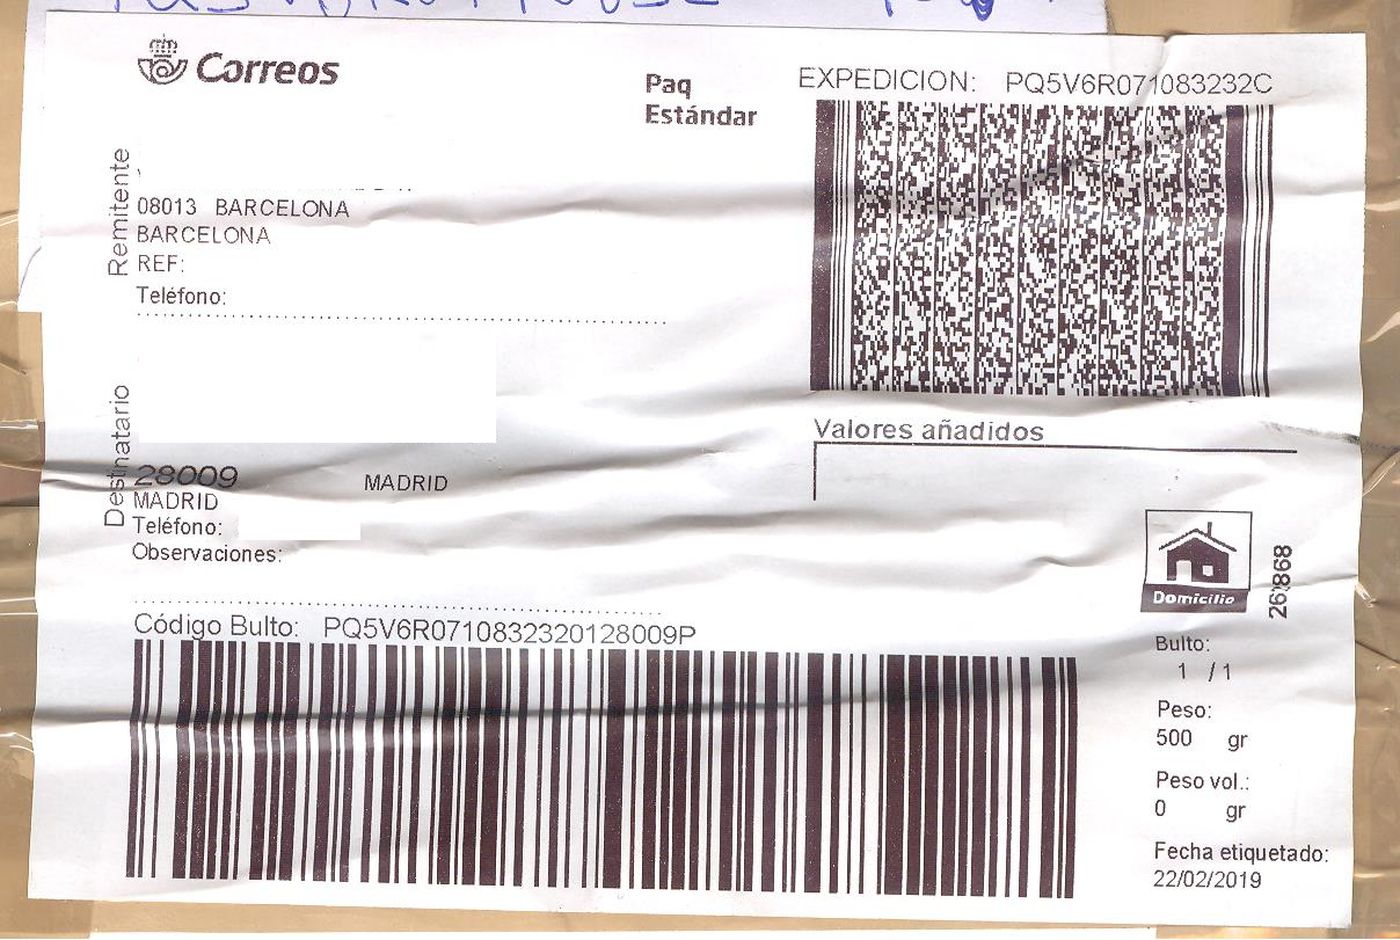 Correos
Paq
Estándar
EXPEDICION: PQ5V6R071083232C
Remitente
08013 BARCELONA
BARCELONA
REF:
Teléfono:
Destinatario
28009 MADRID
MADRID
Teléfono:
Observaciones:
Valores añadidos
Domicilio
Código Bulto: PQ5V6R0710832320128009P
Bulto:
1 / 1
Peso:
500 gr
Peso vol.:
0 gr
Fecha etiquetado:
22/02/2019